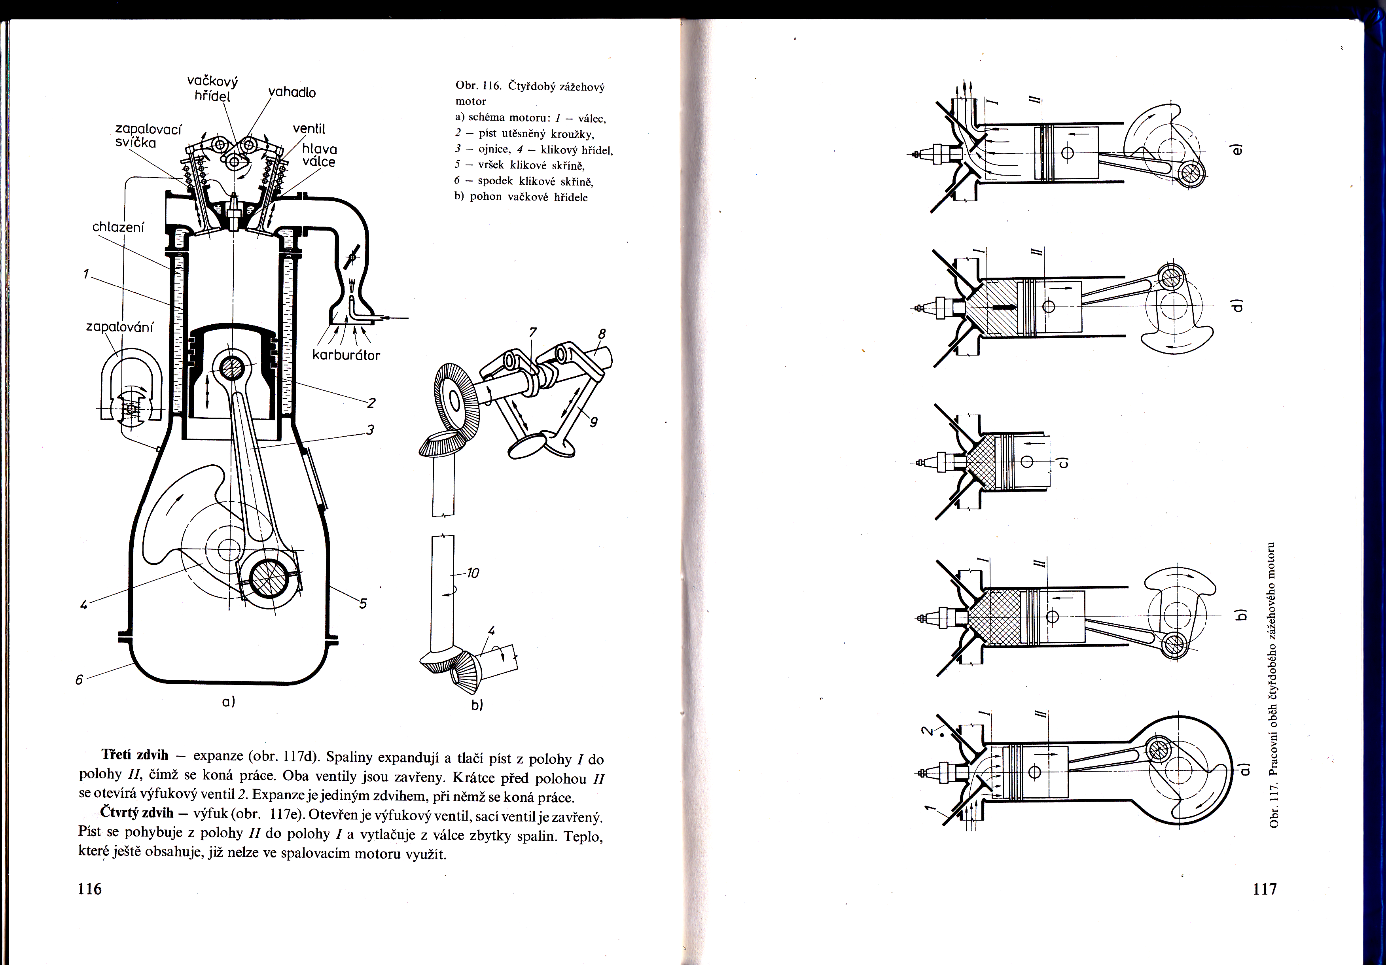 vačkový
hřídel
vahadlo
zapalovací
svíčka
ventil
hlava
válce
chlazení
1
zapalování
karburátor
2
3
4
5
6
a)
Obr. 116. Čtyřdobý zážehový
motor
a) schéma motoru: 1 — válec,
2 — píst utěsněný kroužky,
3 — ojnice, 4 — klikový hřídel,
5 — vršek klikové skříně,
6 — spodek klikové skříně,
b) pohon vačkové hřídele
7
8
9
10
4
b)
Třetí zdvih — expanze (obr. 117d). Spaliny expandují a tlačí píst z polohy I do
polohy II, čímž se koná práce. Oba ventily jsou zavřeny. Krátce před polohou II
se otevírá výfukový ventil 2. Expanze je jediným zdvihem, při němž se koná práce.
Čtvrtý zdvih — výfuk (obr. 117e). Otevřen je výfukový ventil, sací ventil je zavřený.
Píst se pohybuje z polohy II do polohy I a vytlačuje z válce zbytky spalin. Teplo,
které ještě obsahuje, již nelze ve spalovacím motoru využít.
116
I
II
e)
I
II
d)
c)
I
II
b)
2
I
II
1
a)
Obr. 117. Pracovní oběh čtyřdobého zážehového motoru
117